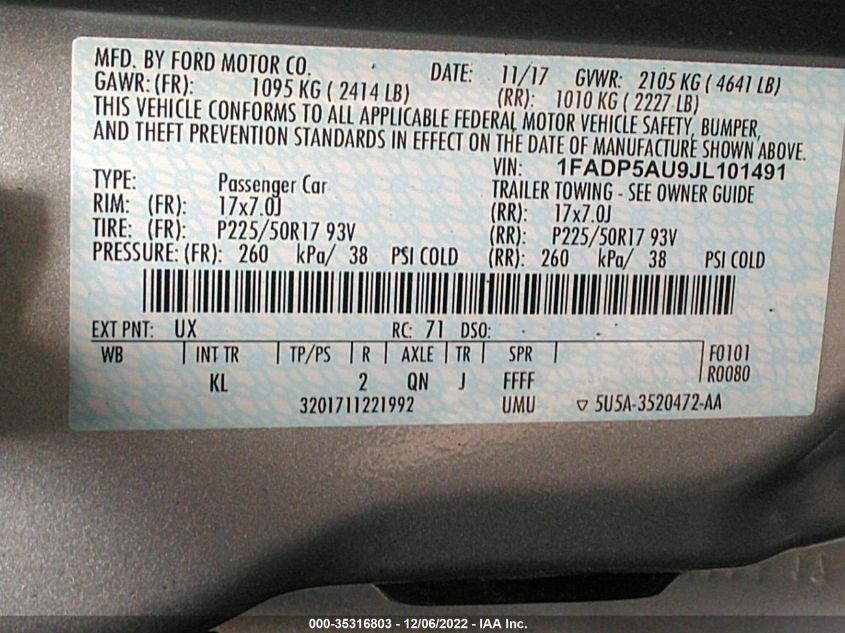 MFD. BY FORD MOTOR CO. DATE: 11/17 GVWR: 2105 KG ( 4641 LB)
GAWR: (FR): 1095 KG ( 2414 LB) (RR): 1010 KG ( 2227 LB)
THIS VEHICLE CONFORMS TO ALL APPLICABLE FEDERAL MOTOR VEHICLE SAFETY, BUMPER,
AND THEFT PREVENTION STANDARDS IN EFFECT ON THE DATE OF MANUFACTURE SHOWN ABOVE.
VIN: 1FADP5AU9JL101491
TYPE: Passenger Car TRAILER TOWING - SEE OWNER GUIDE
RIM: (FR): 17x7.0J (RR): 17x7.0J
TIRE: (FR): P225/50R17 93V (RR): P225/50R17 93V
PRESSURE: (FR): 260 kPa/ 38 PSI COLD (RR): 260 kPa/ 38 PSI COLD
EXT PNT: UX RC: 71 DSO:
WB INT TR TP/PS R AXLE TR SPR F0101
KL 2 QN J FFFF R0080
3201711221992 UMU ▽ 5U5A-3520472-AA
000-35316803 - 12/06/2022 - IAA Inc.